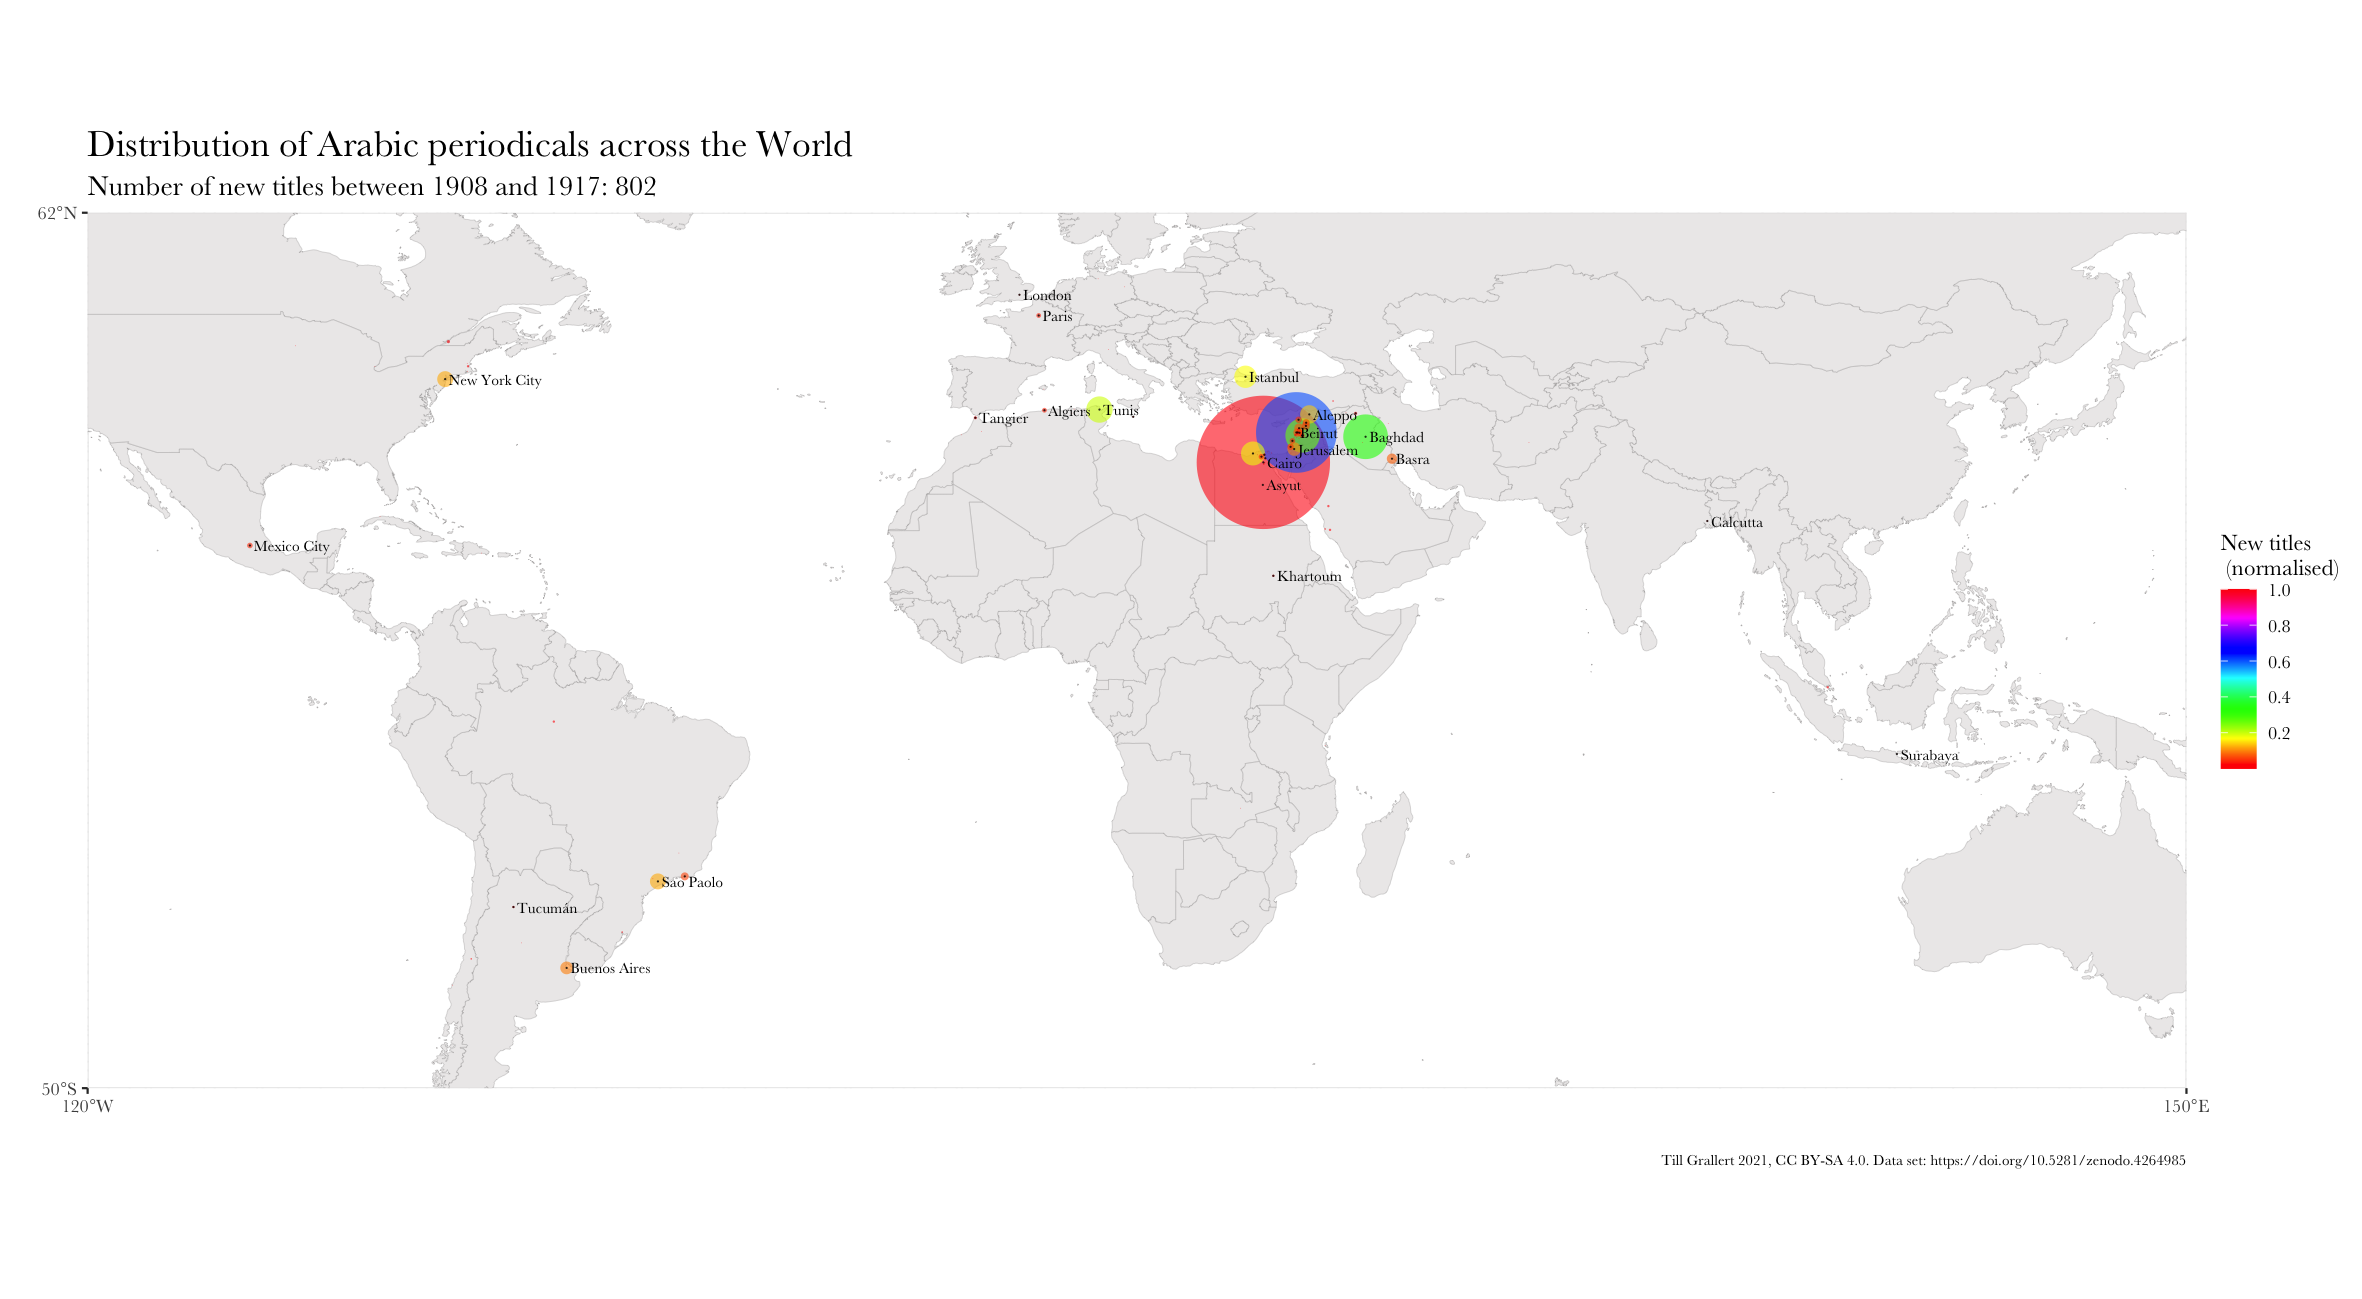 Distribution of Arabic periodicals across the World
Number of new titles between 1908 and 1917: 802
62°N
London
Paris
New York City
Istanbul
Algiers
Tunis
Tangier
Aleppo
Beirut
Baghdad
Jerusalem
Cairo
Basra
Asyut
Calcutta
Mexico City
Khartoum
New titles
(normalised)
1.0
0.8
0.6
0.4
0.2
Surabaya
Sao Paolo
Tucumán
Buenos Aires
50°S
120°W
150°E
Till Grallert 2021, CC BY-SA 4.0. Data set: https://doi.org/10.5281/zenodo.4264985